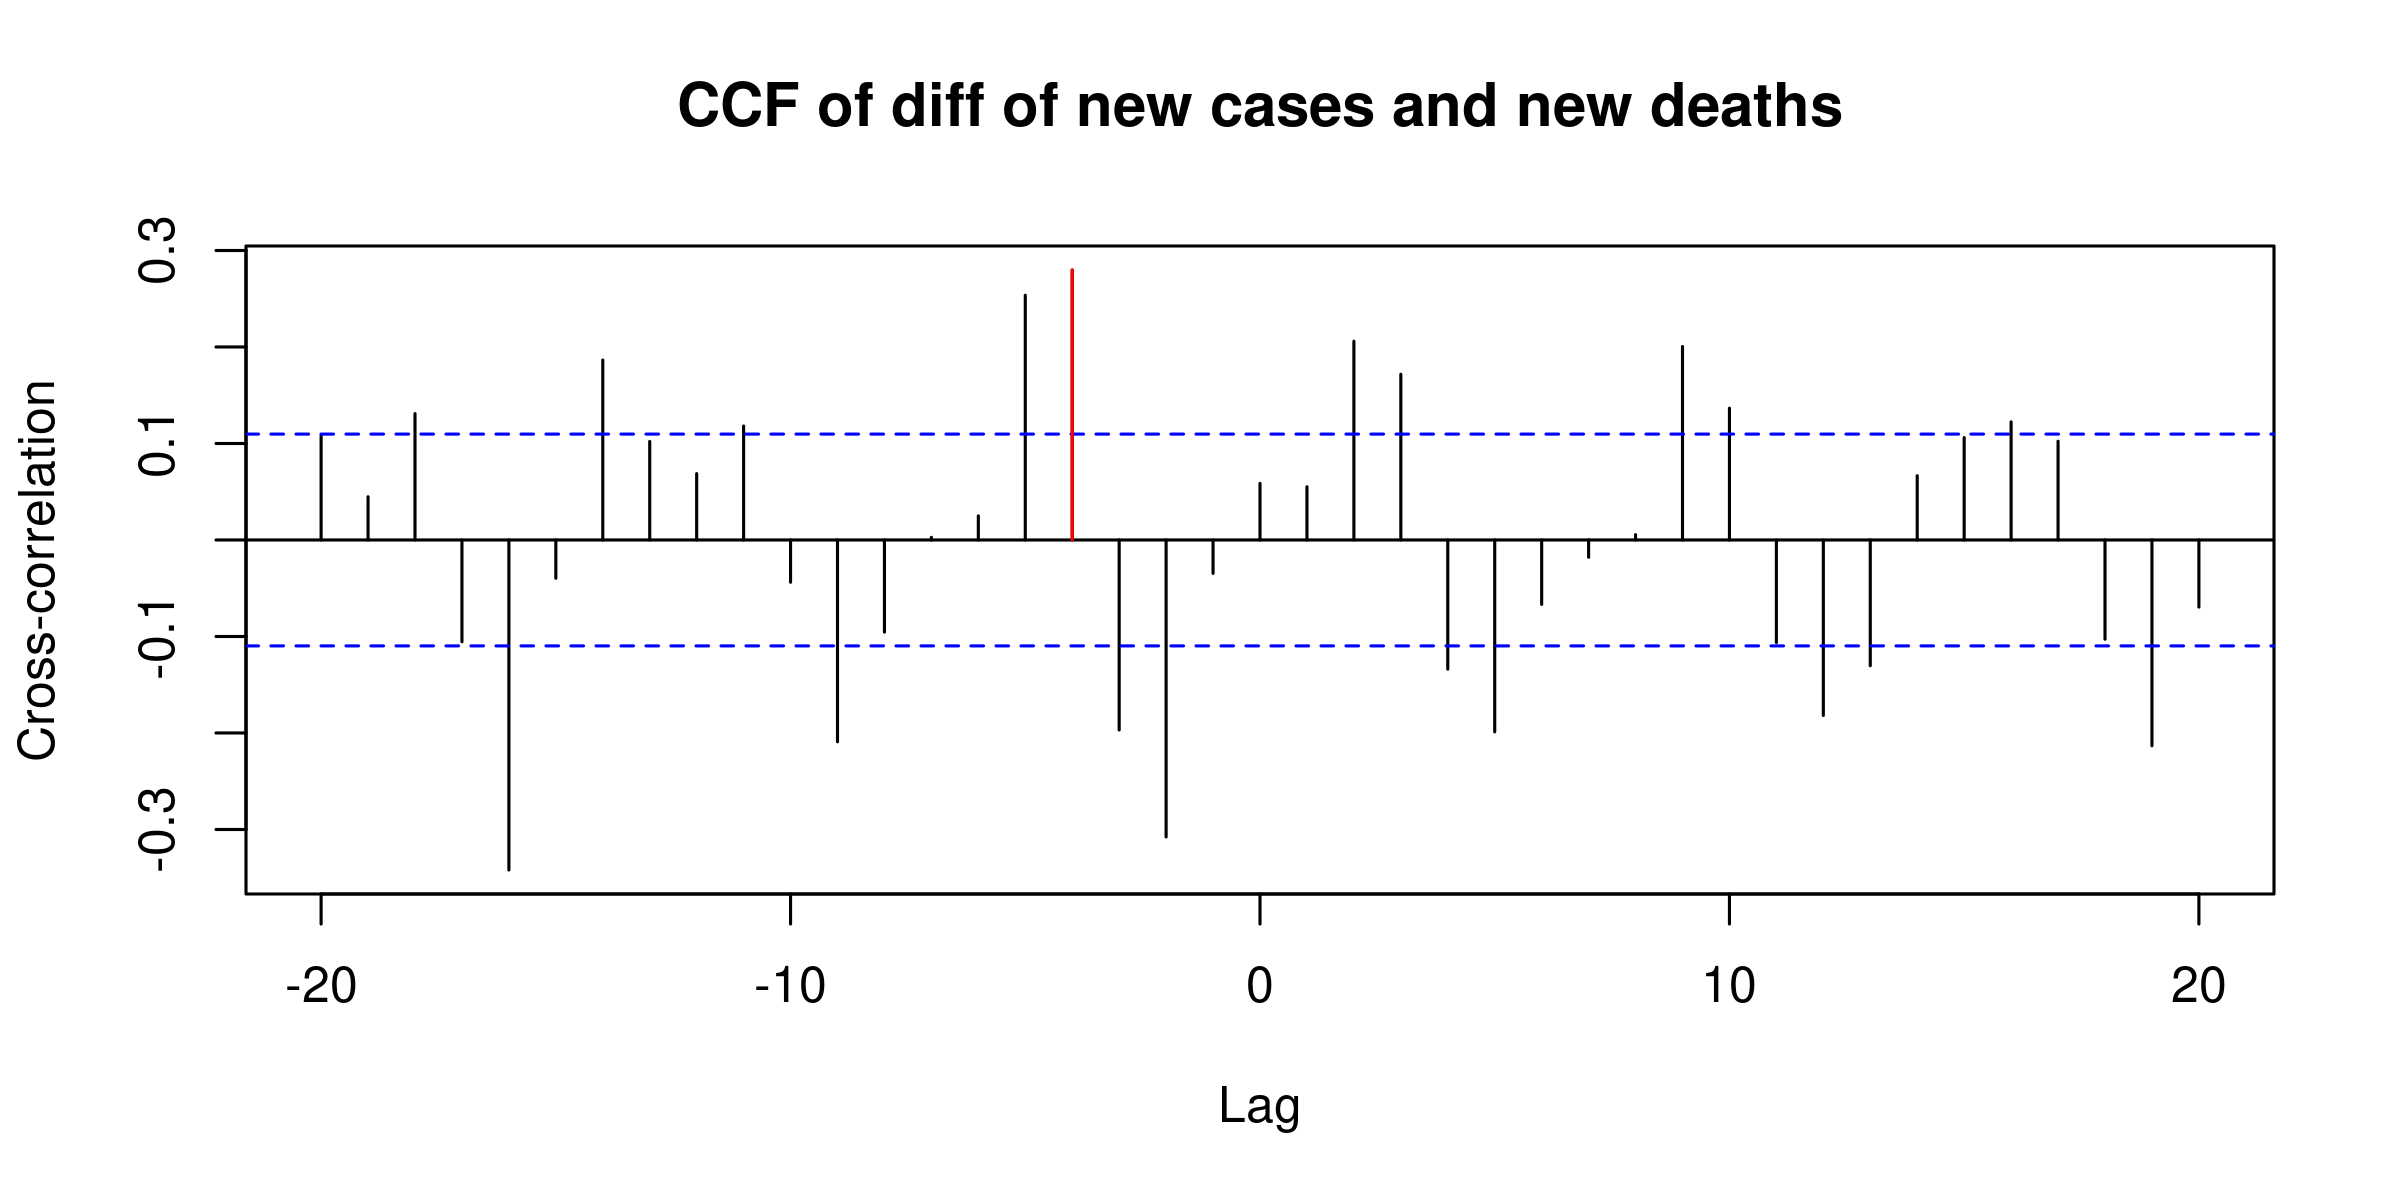 CCF of diff of new cases and new deaths
Cross-correlation
0.3
0.1
-0.1
-0.3
-20 -10 0 10 20
Lag